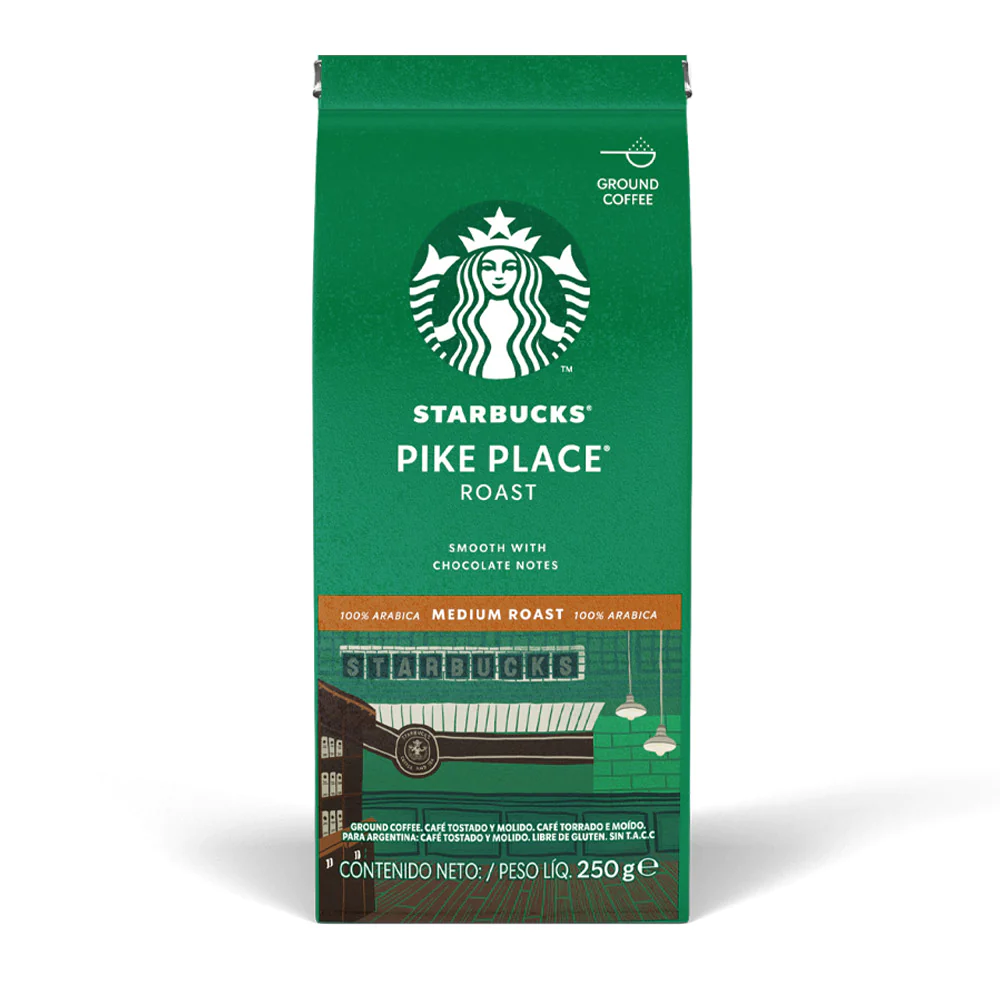 GROUND
COFFEE
TM
STARBUCKS®
PIKE PLACE®
ROAST
SMOOTH WITH
CHOCOLATE NOTES
100% ARABICA MEDIUM ROAST 100% ARABICA
STARBUCKS
STARBUCKS
GROUND COFFEE. CAFÉ TOSTADO Y MOLIDO. CAFÉ TORRADO E MOÍDO.
PARA ARGENTINA: CAFÉ TOSTADO Y MOLIDO. LIBRE DE GLUTEN. SIN T.A.C.C
CONTENIDO NETO: / PESO LÍQ. 250 g ℮